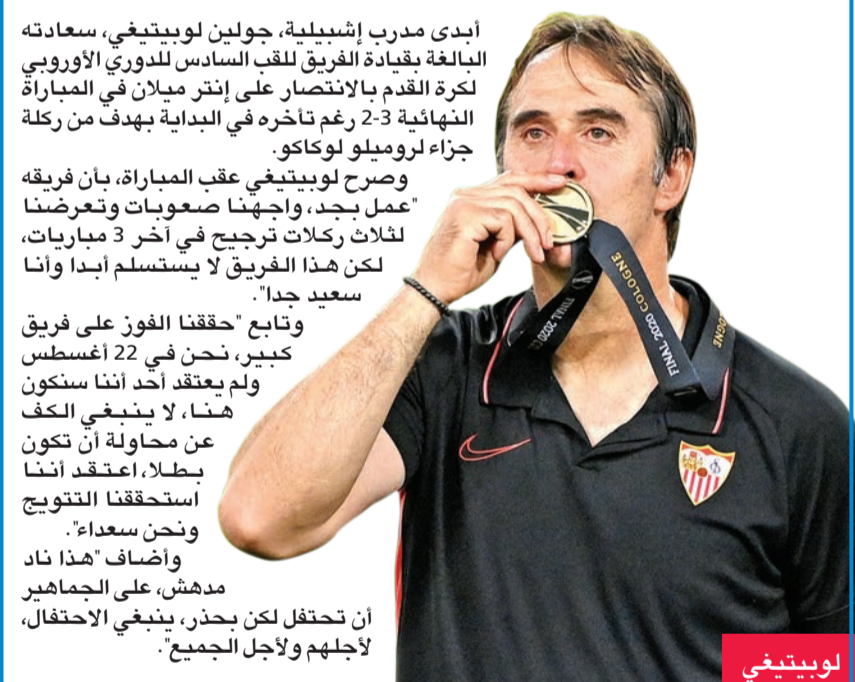 أبدى مدرب إشبيلية، جولين لوبيتيغي، سعادته
البالغة بقيادة الفريق للقب السادس للدوري الأوروبي
لكرة القدم بالانتصار على إنتر ميلان في المباراة
النهائية 3-2 رغم تأخره في البداية بهدف من ركلة
جزاء لروميلو لوكاكو.
وصرح لوبيتيغي عقب المباراة، بأن فريقه
"عمل بجد، واجهنا صعوبات وتعرضنا
لثلاث ركلات ترجيح في آخر 3 مباريات،
لكن هذا الفريق لا يستسلم أبدا وأنا
سعيد جدا".
وتابع "حققنا الفوز على فريق
كبير، نحن في 22 أغسطس
ولم يعتقد أحد أننا سنكون
هنا، لا ينبغي الكف
عن محاولة أن تكون
بطلا، اعتقد أننا
استحققنا التتويج
ونحن سعداء".
وأضاف "هذا ناد
مدهش، على الجماهير
أن تحتفل لكن بحذر، ينبغي الاحتفال،
لأجلهم ولأجل الجميع".
FINAL 2020 COLOGNE
FINAL 2020
لوبيتيغي